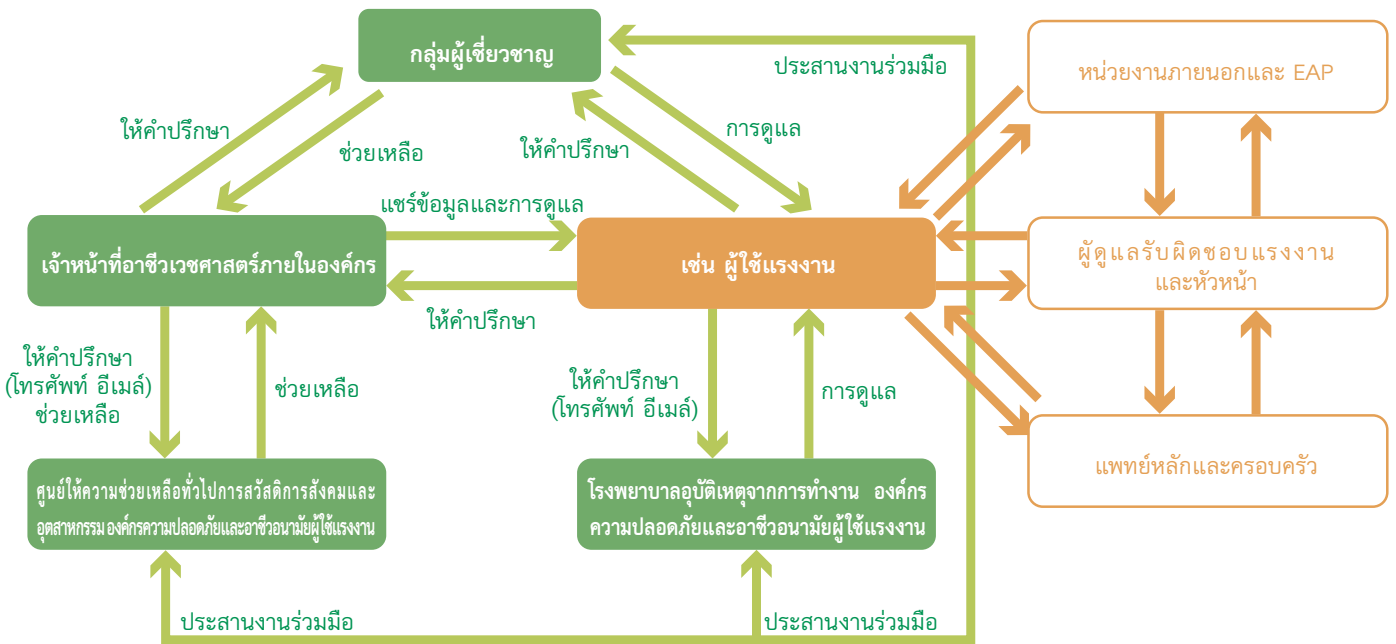 กลุ่มผู้เชี่ยวชาญ
ประสานงานร่วมมือ
หน่วยงานภายนอกและ EAP
ให้คำปรึกษา
ช่วยเหลือ
ให้คำปรึกษา
การดูแล
แชร์ข้อมูลและการดูแล
เจ้าหน้าที่อาชีวเวชศาสตร์ภายในองค์กร
เช่น ผู้ใช้แรงงาน
ผู้ดูแลรับผิดชอบแรงงาน
และหัวหน้า
ให้คำปรึกษา
ให้คำปรึกษา
(โทรศัพท์ อีเมล์)
ช่วยเหลือ
ช่วยเหลือ
ให้คำปรึกษา
(โทรศัพท์ อีเมล์)
การดูแล
แพทย์หลักและครอบครัว
ศูนย์ให้ความช่วยเหลือทั่วไปการสวัสดิการสังคมและ
อุตสาหกรรม องค์กรความปลอดภัยและอาชีวอนามัยผู้ใช้แรงงาน
โรงพยาบาลอุบัติเหตุจากการทำงาน องค์กร
ความปลอดภัยและอาชีวอนามัยผู้ใช้แรงงาน
ประสานงานร่วมมือ
ประสานงานร่วมมือ